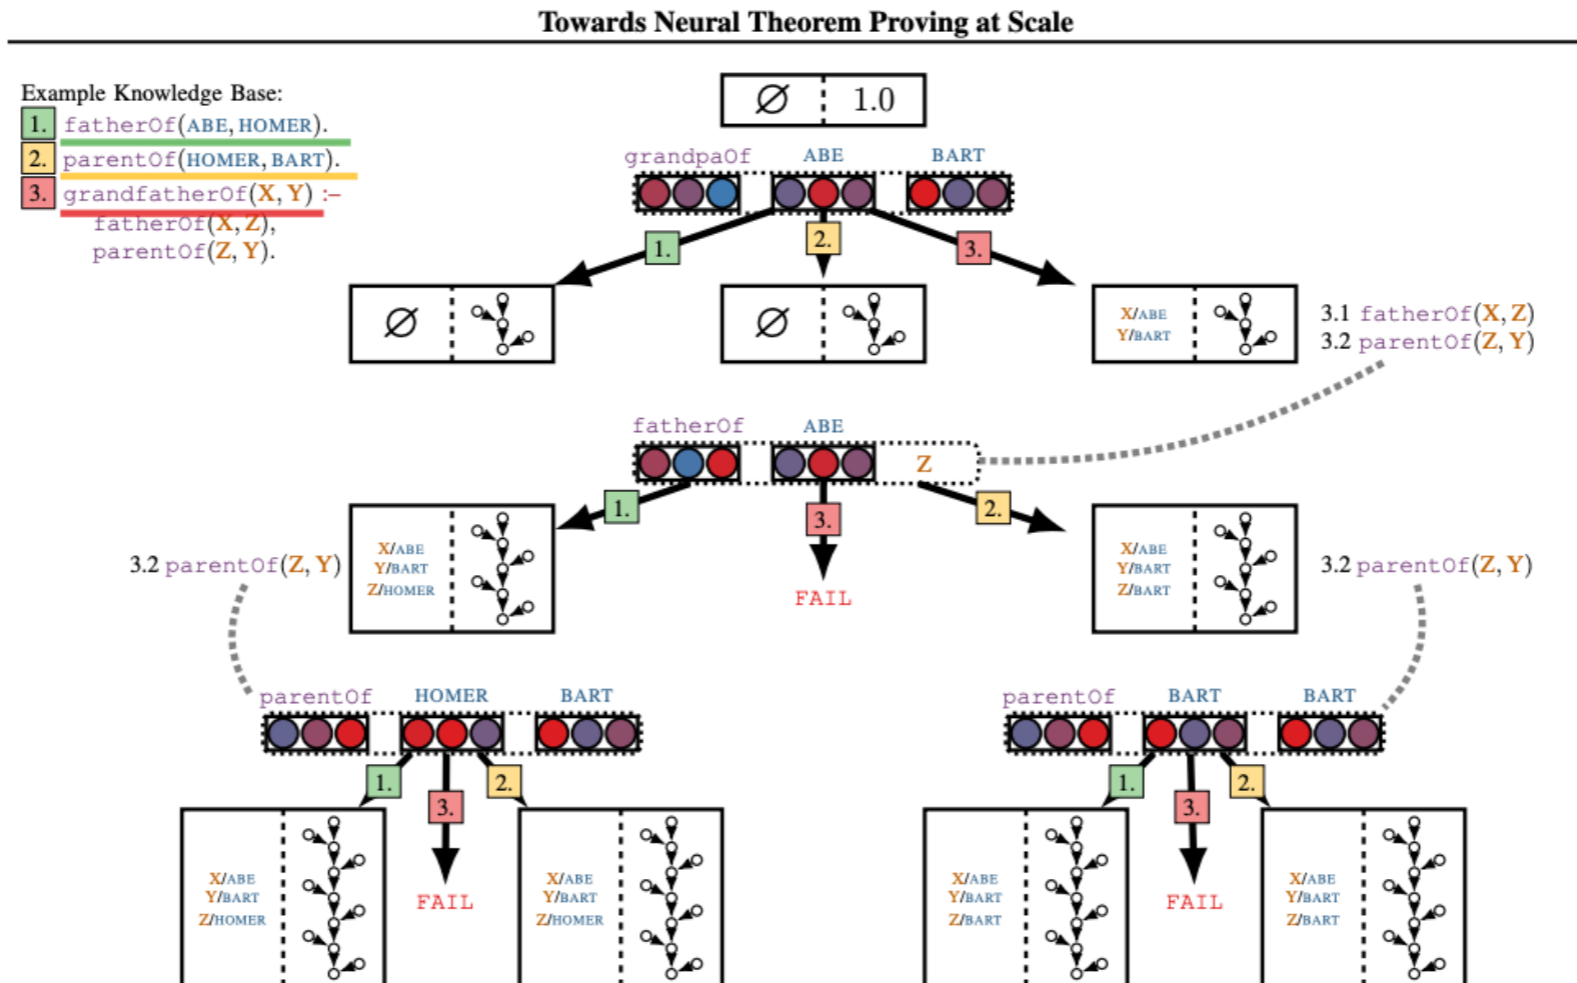 Towards Neural Theorem Proving at Scale
Example Knowledge Base:
1. fatherOf(ABE, HOMER).
2. parentOf(HOMER, BART).
3. grandfatherOf(X, Y) :–
fatherOf(X, Z),
parentOf(Z, Y).
∅ 1.0
grandpaOf ABE BART
1. 2. 3.
∅
∅
X/ABE
Y/BART
3.1 fatherOf(X, Z)
3.2 parentOf(Z, Y)
fatherOf ABE
Z
1. 3. 2.
3.2 parentOf(Z, Y)
X/ABE
Y/BART
Z/HOMER
FAIL
X/ABE
Y/BART
Z/BART
3.2 parentOf(Z, Y)
parentOf HOMER BART
1. 3. 2.
X/ABE
Y/BART
Z/HOMER
FAIL
X/ABE
Y/BART
Z/HOMER
parentOf BART BART
1. 3. 2.
X/ABE
Y/BART
Z/BART
FAIL
X/ABE
Y/BART
Z/BART